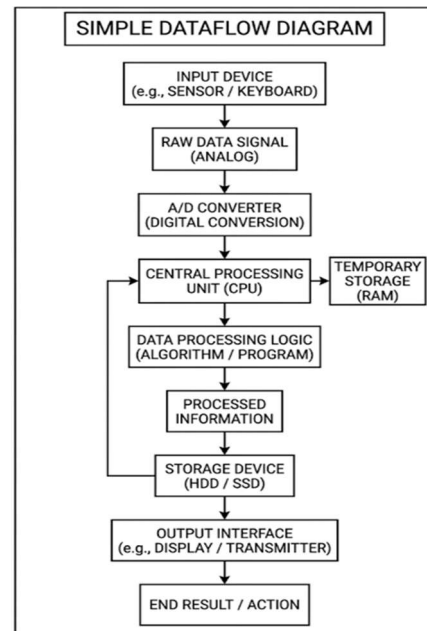 SIMPLE DATAFLOW DIAGRAM
INPUT DEVICE
(e.g., SENSOR / KEYBOARD)
RAW DATA SIGNAL
(ANALOG)
A/D CONVERTER
(DIGITAL CONVERSION)
CENTRAL PROCESSING
UNIT (CPU)
TEMPORARY
STORAGE
(RAM)
DATA PROCESSING LOGIC
(ALGORITHM / PROGRAM)
PROCESSED
INFORMATION
STORAGE DEVICE
(HDD / SSD)
OUTPUT INTERFACE
(e.g., DISPLAY / TRANSMITTER)
END RESULT / ACTION